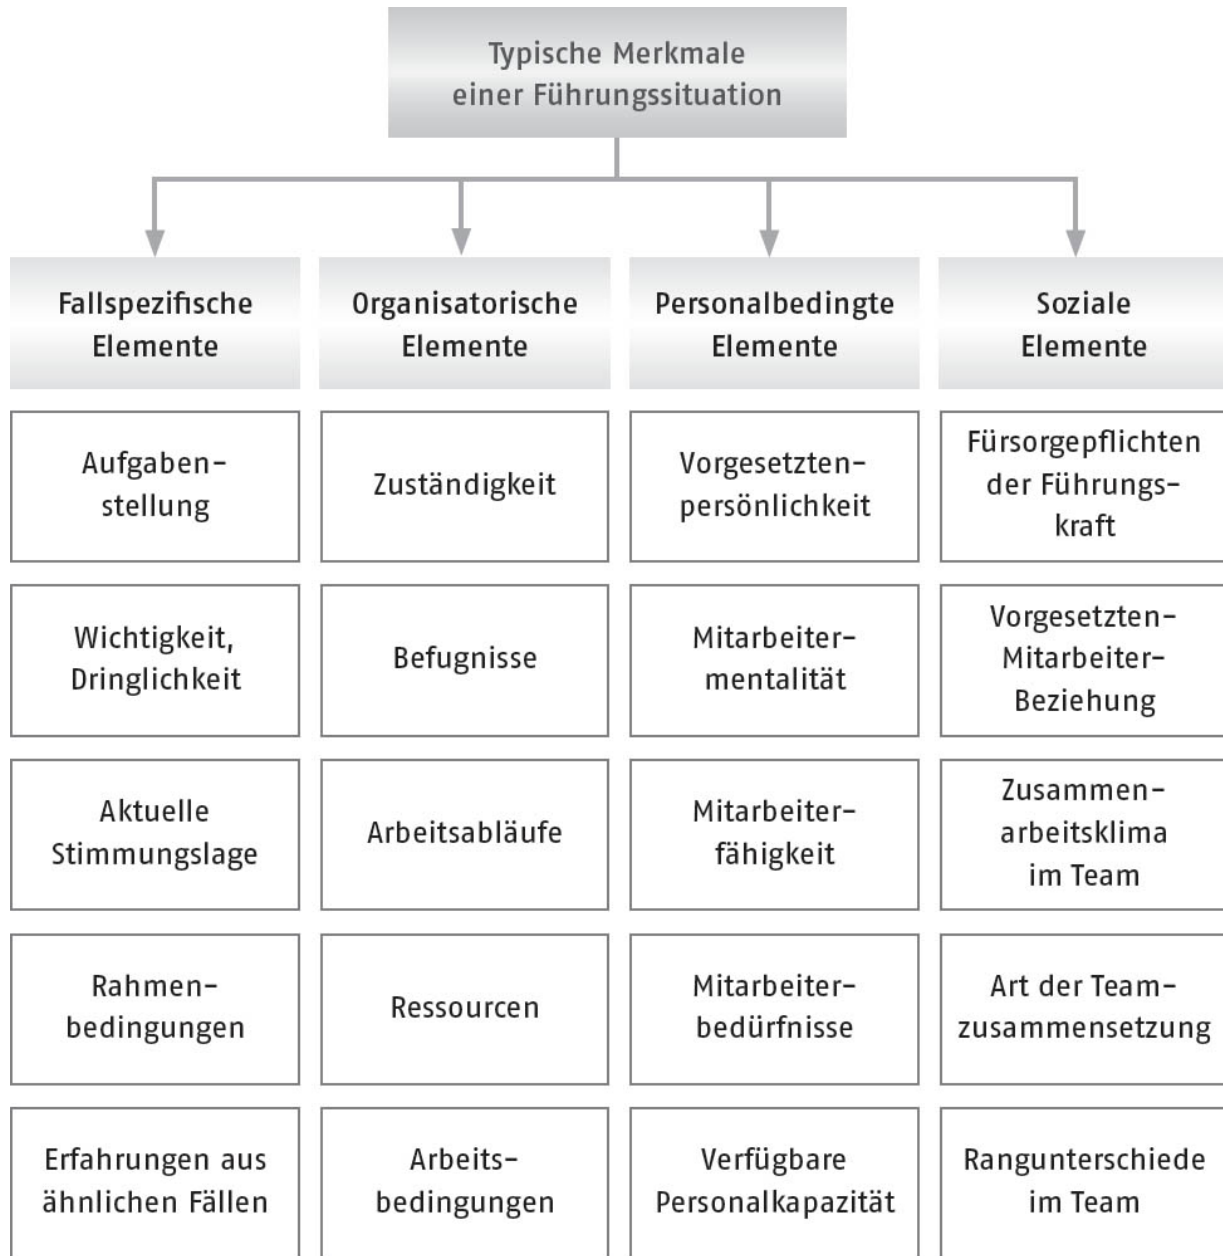 Typische Merkmale
einer Führungssituation
Fallspezifische
Elemente
Aufgaben-
stellung
Wichtigkeit,
Dringlichkeit
Aktuelle
Stimmungslage
Rahmen-
bedingungen
Erfahrungen aus
ähnlichen Fällen
Organisatorische
Elemente
Zuständigkeit
Befugnisse
Arbeitsabläufe
Ressourcen
Arbeits-
bedingungen
Personalbedingte
Elemente
Vorgesetzten-
persönlichkeit
Mitarbeiter-
mentalität
Mitarbeiter-
fähigkeit
Mitarbeiter-
bedürfnisse
Verfügbare
Personalkapazität
Soziale
Elemente
Fürsorgepflichten
der Führungs-
kraft
Vorgesetzten-
Mitarbeiter-
Beziehung
Zusammen-
arbeitsklima
im Team
Art der Team-
zusammensetzung
Rangunterschiede
im Team